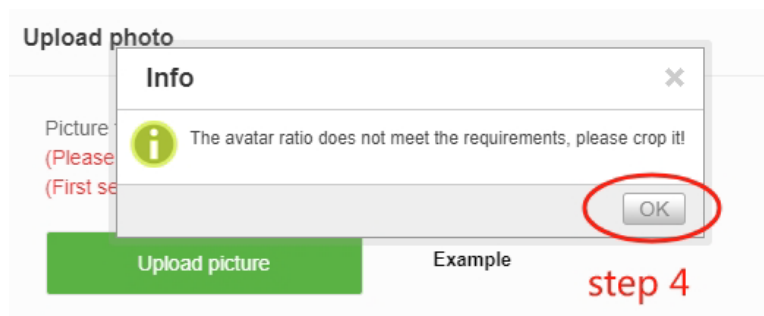 Upload photo
Info
Picture
The avatar ratio does not meet the requirements, please crop it!
(Please
(First se
OK
Upload picture
Example
step 4